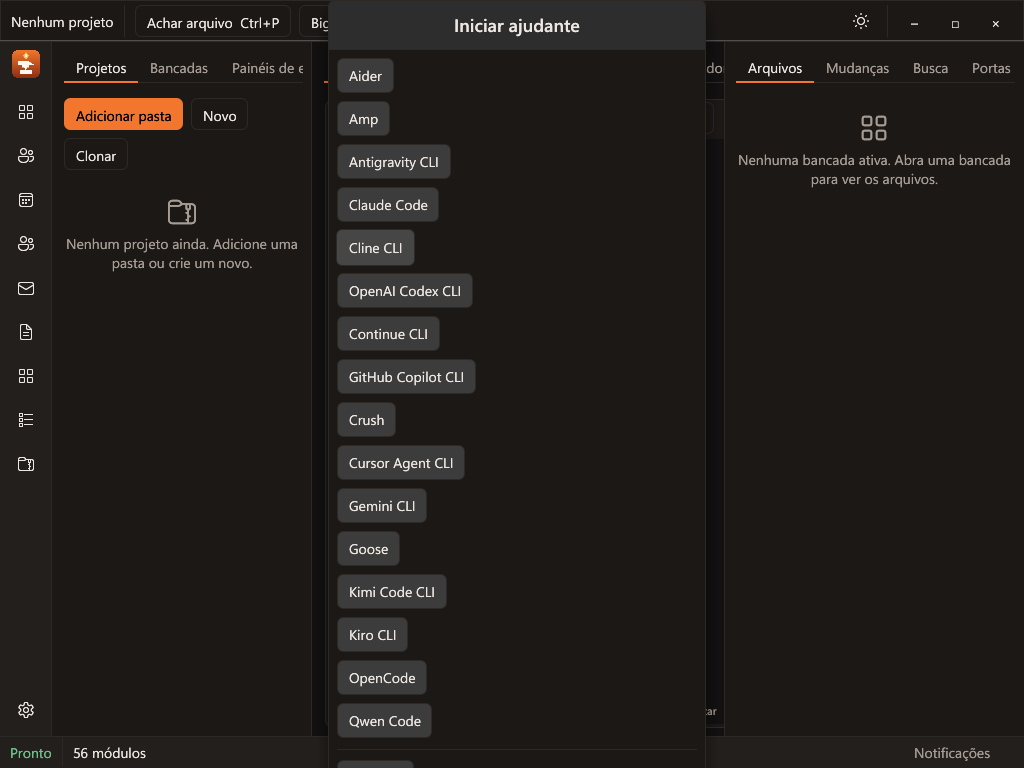 Nenhum projeto
Achar arquivo Ctrl+P
Big
Iniciar ajudante
Projetos
Bancadas
Painéis de e
Adicionar pasta
Novo
Clonar
Nenhum projeto ainda. Adicione uma
pasta ou crie um novo.
Aider
Amp
Antigravity CLI
Claude Code
Cline CLI
OpenAI Codex CLI
Continue CLI
GitHub Copilot CLI
Crush
Cursor Agent CLI
Gemini CLI
Goose
Kimi Code CLI
Kiro CLI
OpenCode
Qwen Code
Arquivos
Mudanças
Busca
Portas
Nenhuma bancada ativa. Abra uma bancada
para ver os arquivos.
Pronto
56 módulos
Notificações